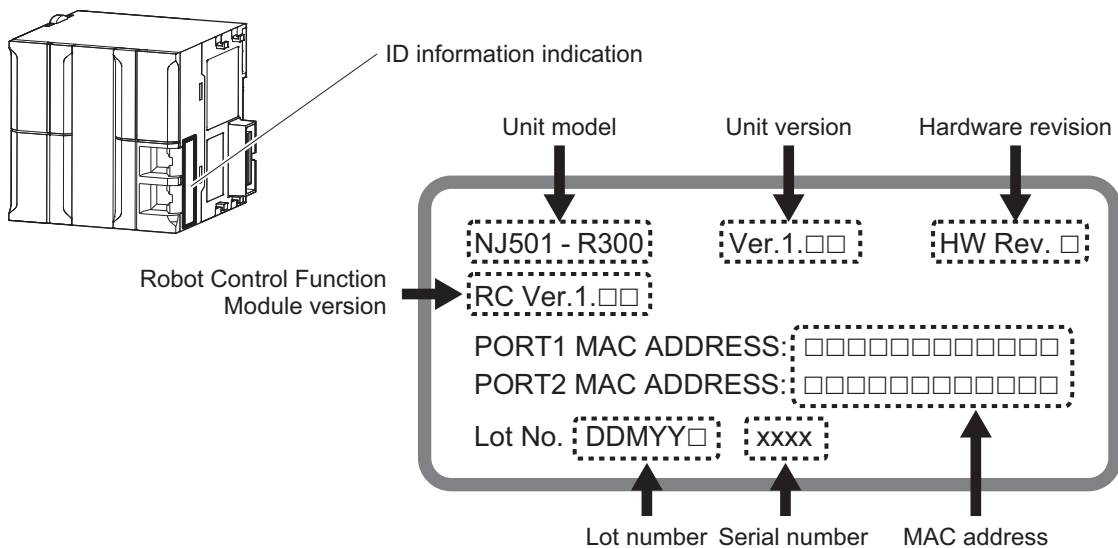 ID information indication
Unit model Unit version Hardware revision
NJ501 - R300 Ver.1.□□ HW Rev. □
Robot Control Function
Module version
RC Ver.1.□□
PORT1 MAC ADDRESS: □□□□□□□□□□□□
PORT2 MAC ADDRESS: □□□□□□□□□□□□
Lot No. DDMYY□ xxxx
Lot number Serial number MAC address